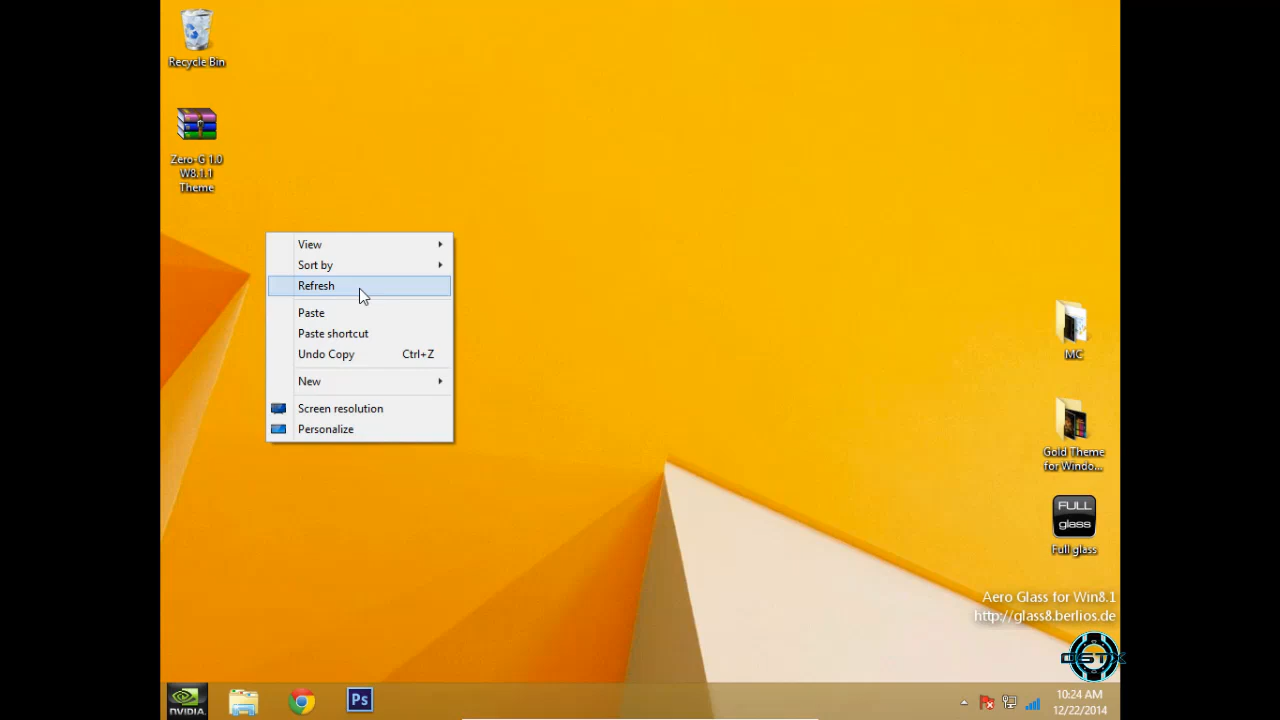 Recycle Bin
Zero-G 1.0
W8.1.1
Theme
View
Sort by
Refresh
Paste
Paste shortcut
Undo Copy Ctrl+Z
New
Screen resolution
Personalize
MC
Gold Theme
for Windo...
FULL
glass
Full glass
Aero Glass for Win8.1
http://glass8.berlios.de
NVIDIA.
Ps
10:24 AM
12/22/2014